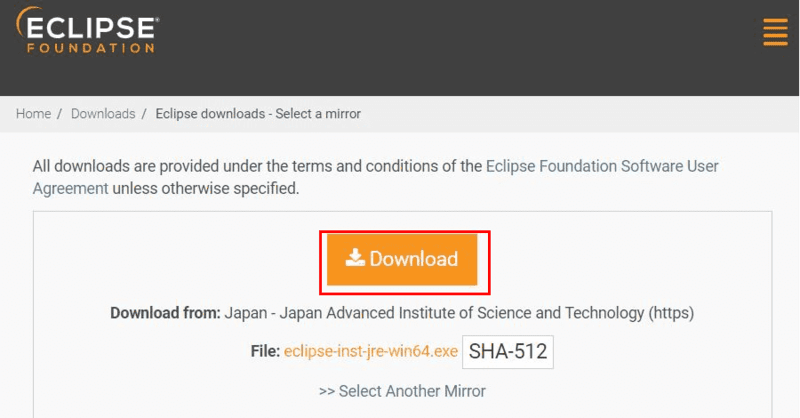 ECLIPSE®
FOUNDATION
Home / Downloads / Eclipse downloads - Select a mirror
All downloads are provided under the terms and conditions of the Eclipse Foundation Software User
Agreement unless otherwise specified.
Download
Download from: Japan - Japan Advanced Institute of Science and Technology (https)
File: eclipse-inst-jre-win64.exe SHA-512
>> Select Another Mirror